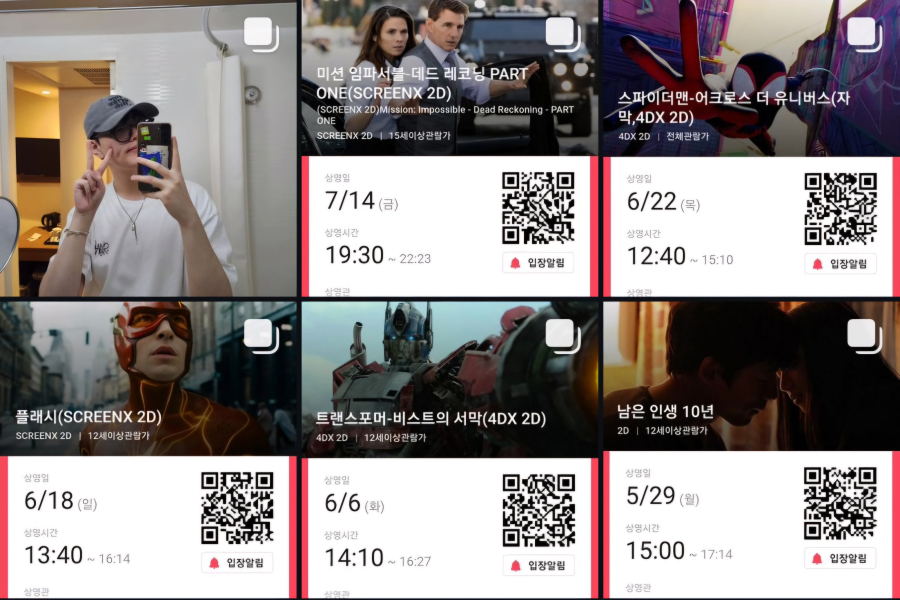 미션 임파서블-데드 레코닝 PART
ONE(SCREENX 2D)
(SCREENX 2D)Mission: Impossible - Dead Reckoning - PART
ONE
SCREENX 2D | 15세이상관람가
상영일
7/14 (금)
상영시간
19:30 ~ 22:23
입장알림
상영관
스파이더맨-어크로스 더 유니버스(자
막,4DX 2D)
4DX 2D | 전체관람가
상영일
6/22 (목)
상영시간
12:40 ~ 15:10
입장알림
상영관
플래시(SCREENX 2D)
SCREENX 2D | 12세이상관람가
상영일
6/18 (일)
상영시간
13:40 ~ 16:14
입장알림
상영관
트랜스포머-비스트의 서막(4DX 2D)
4DX 2D | 12세이상관람가
상영일
6/6 (화)
상영시간
14:10 ~ 16:27
입장알림
상영관
남은 인생 10년
2D | 12세이상관람가
상영일
5/29 (월)
상영시간
15:00 ~ 17:14
입장알림
상영관